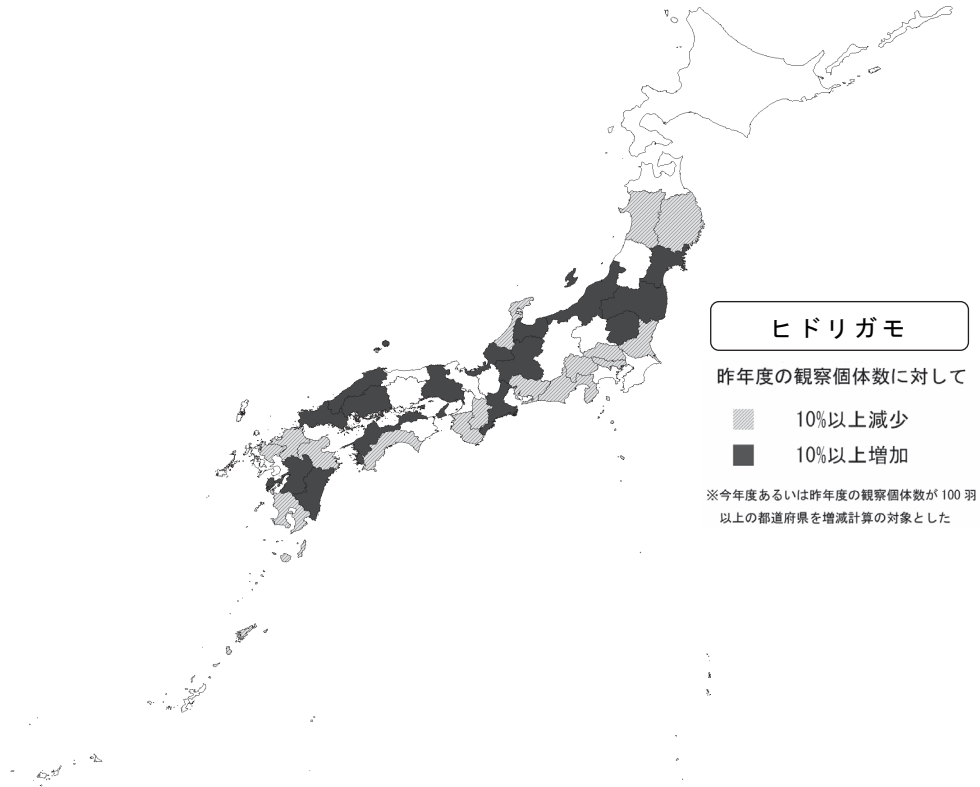 ヒドリガモ
昨年度の観察個体数に対して
10%以上減少
10%以上増加
※今年度あるいは昨年度の観察個体数が100羽
以上の都道府県を増減計算の対象とした